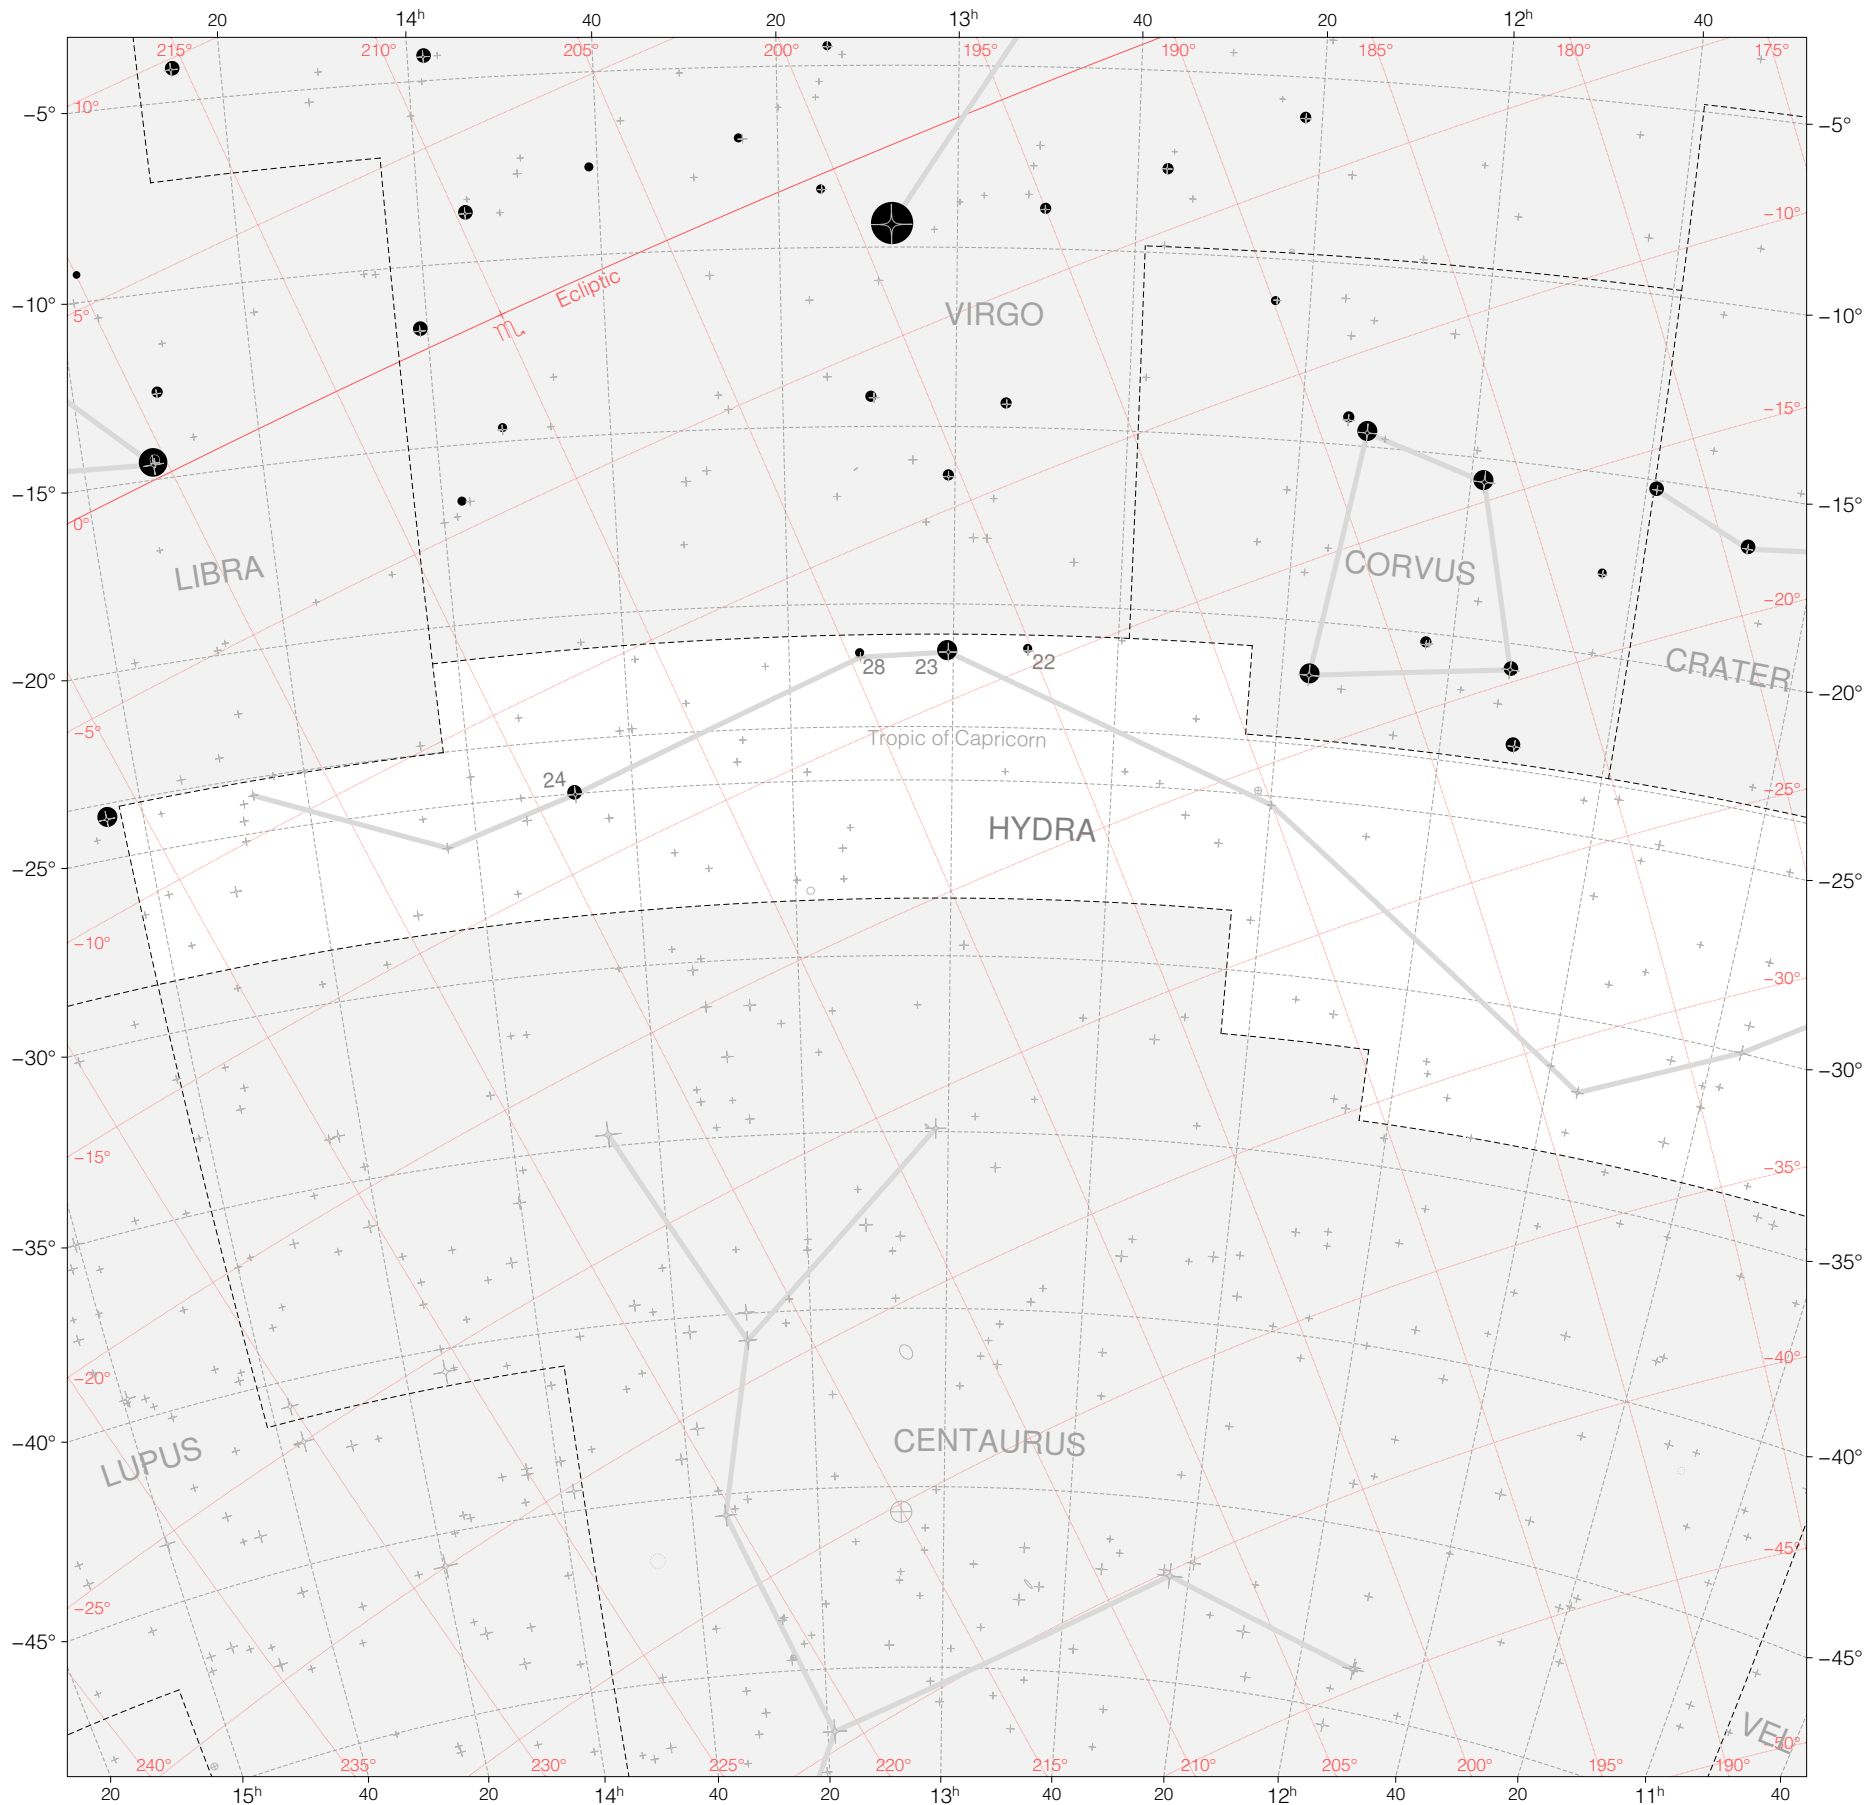 20 14h 40 20 13h 40 20 12h 40
215° 210° 205° 200° 195° 190° 185° 180° 175°
10°
−5° −5°
−10°
Ecliptic
−10° 5° −10°
VIRGO
♏
−15°
−15° −15°
0°
LIBRA CORVUS
−20°
28 23 22 CRATER
−20° −20°
−5° Tropic of Capricorn
24 −25°
HYDRA
−25° −25°
−10° −30°
−30° −30°
−15° −35°
−35° −35°
−20° −40°
CENTAURUS
LUPUS
−40° −40°
−45°
−25°
−45° −45°
VEL
−50°
240° 235° 230° 225° 220° 215° 210° 205° 200° 195° 190°
20 15h 40 20 14h 40 20 13h 40 20 12h 40 20 11h 40